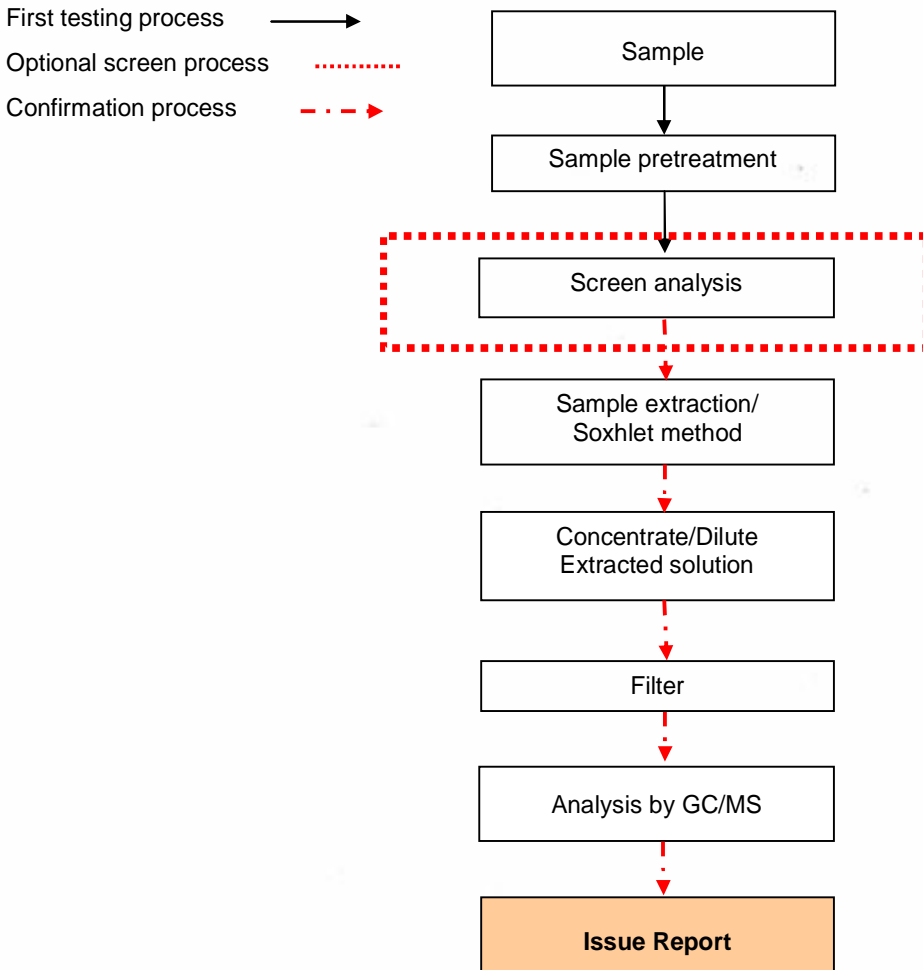 First testing process
Optional screen process
Confirmation process
Sample
Sample pretreatment
Screen analysis
Sample extraction/
Soxhlet method
Concentrate/Dilute
Extracted solution
Filter
Analysis by GC/MS
Issue Report